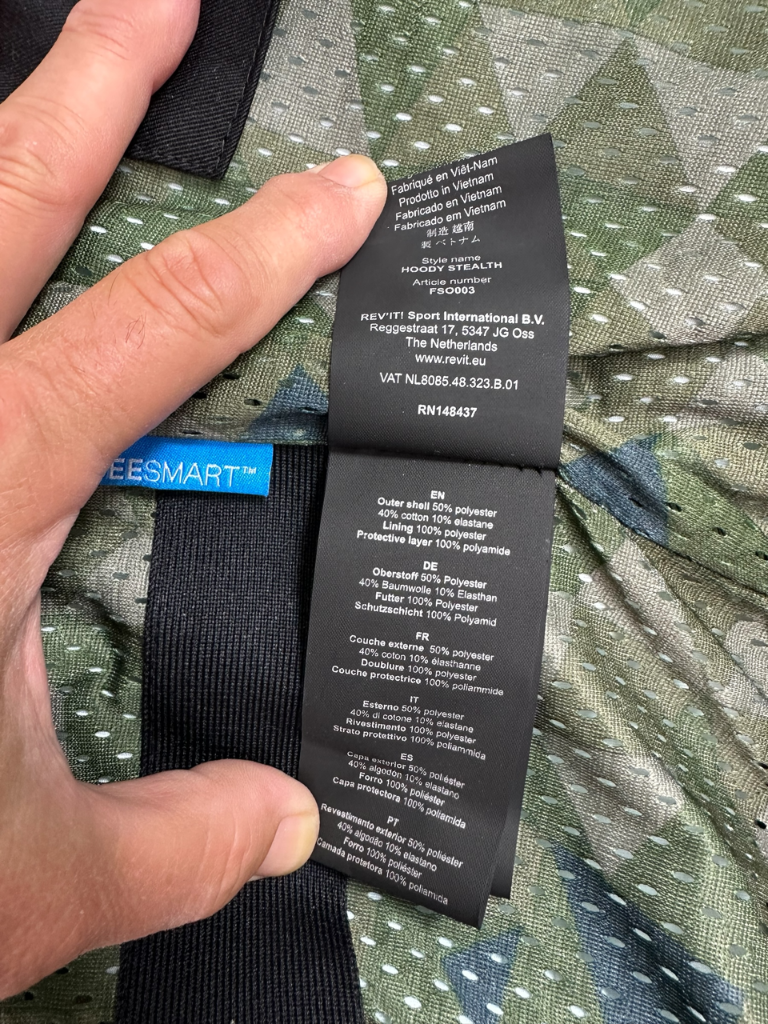 Fabriqué en Viêt-Nam
Prodotto in Vietnam
Fabricado en Vietnam
Fabricado em Vietnam
制造 越南
製 ベトナム
Style name
HOODY STEALTH
Article number
FSO003
REV'IT! Sport International B.V.
Reggestraat 17, 5347 JG Oss
The Netherlands
www.revit.eu
VAT NL8085.48.323.B.01
RN148437
EESMART™
EN
Outer shell 50% polyester
40% cotton 10% elastane
Lining 100% polyester
Protective layer 100% polyamide
DE
Oberstoff 50% Polyester
40% Baumwolle 10% Elasthan
Futter 100% Polyester
Schutzschicht 100% Polyamid
FR
Couche externe 50% polyester
40% coton 10% élasthanne
Doublure 100% polyester
Couche protectrice 100% poliammide
IT
Esterno 50% polyester
40% di cotone 10% elastane
Rivestimento 100% polyester
Strato protettivo 100% poliammida
ES
Capa exterior 50% poliéster
40% algodón 10% elastano
Forro 100% poliéster
Capa protectora 100% poliamida
PT
Revestimento exterior 50% poliéster
40% algodão 10% elastano
Forro 100% poliéster
Camada protetora 100% poliamida